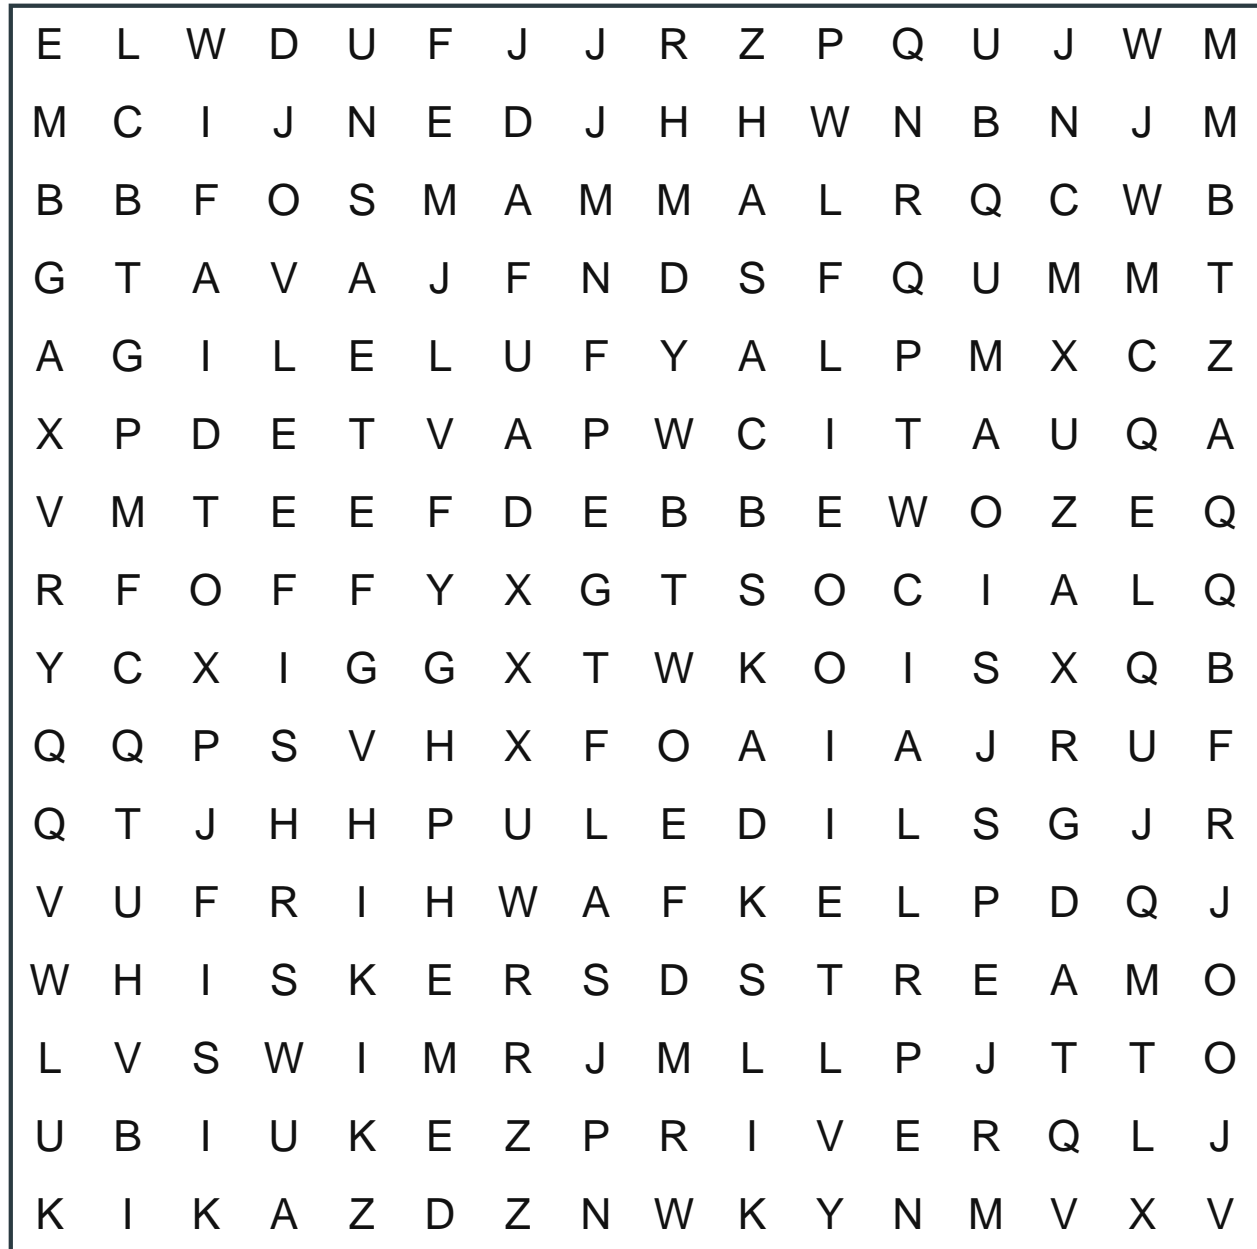 E L W D U F J J R Z P Q U J W M
M C I J N E D J H H W N B N J M
B B F O S M A M M A L R Q C W B
G T A V A J F N D S F Q U M M T
A G I L E L U F Y A L P M X C Z
X P D E T V A P W C I T A U Q A
V M T E E F D E B B E W O Z E Q
R F O F F Y X G T S O C I A L Q
Y C X I G G X T W K O I S X Q B
Q Q P S V H X F O A I A J R U F
Q T J H H P U L E D I L S G J R
V U F R I H W A F K E L P D Q J
W H I S K E R S D S T R E A M O
L V S W I M R J M L L P J T T O
U B I U K E Z P R I V E R Q L J
K I K A Z D Z N W K Y N M V X V